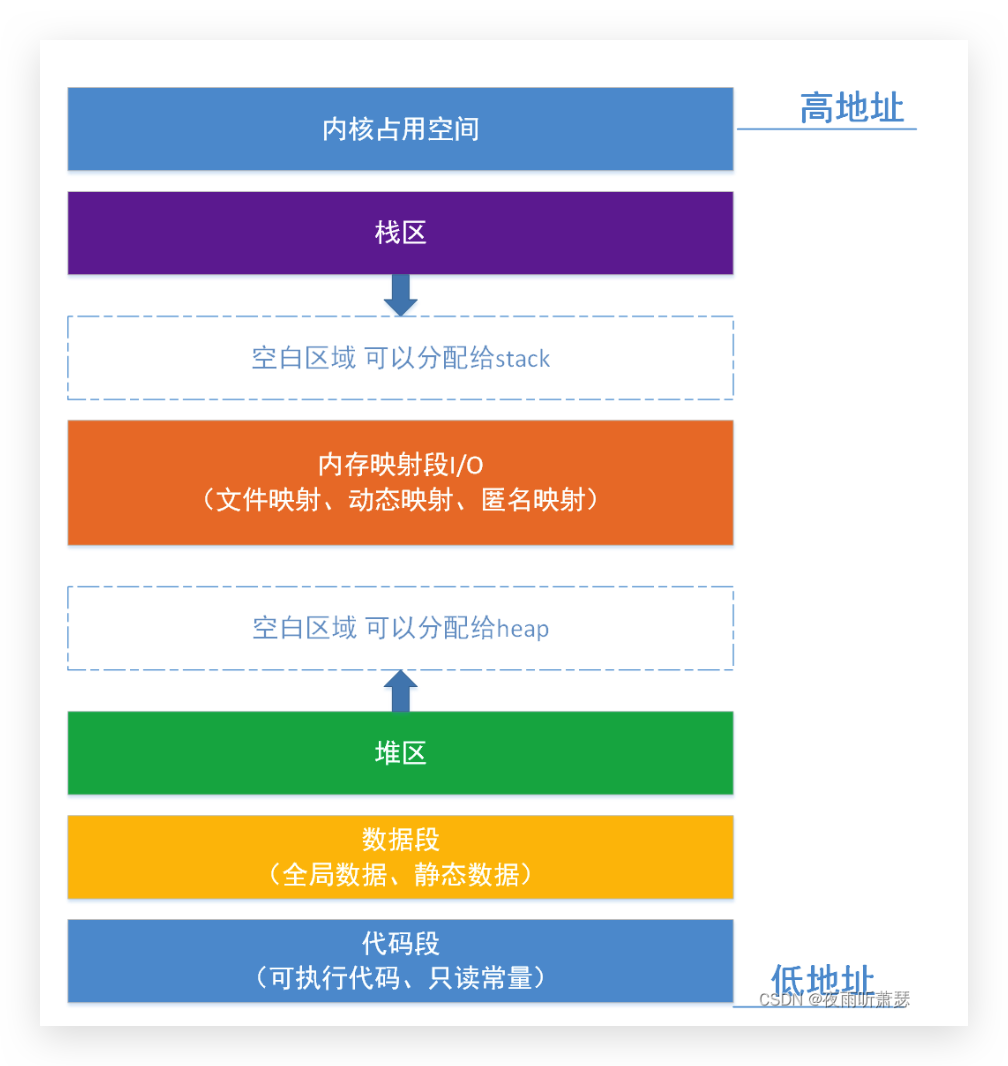 高地址
内核占用空间
栈区
空白区域 可以分配给stack
内存映射段I/O
（文件映射、动态映射、匿名映射）
空白区域 可以分配给heap
堆区
数据段
（全局数据、静态数据）
代码段
（可执行代码、只读常量）
低地址
CSDN @夜雨听萧瑟